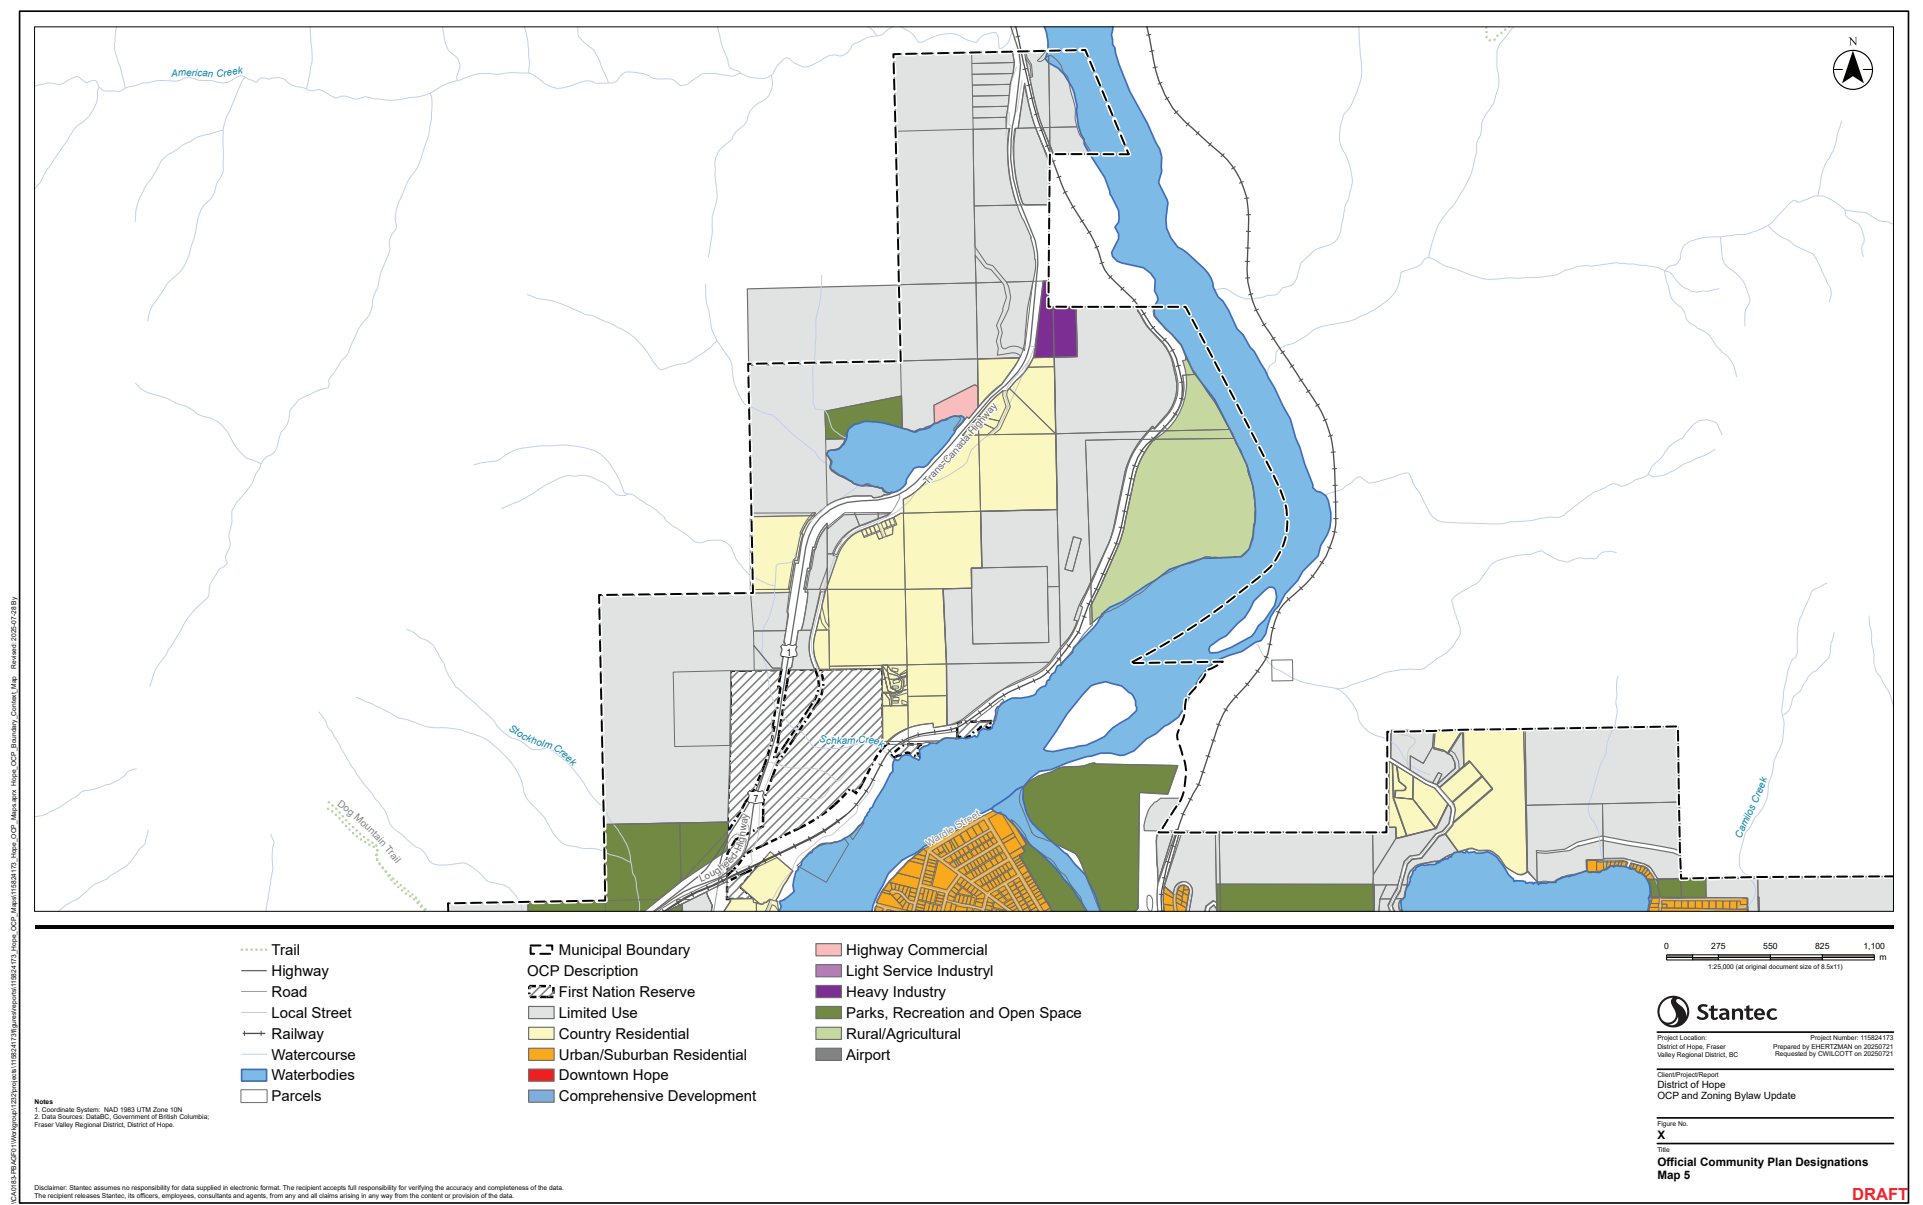 American Creek
N
Trans-Canada Highway
1
Stockholm Creek
Schkam Creek
7
Lougheed Highway
Dog Mountain Trail
Wardle Street
Camilos Creek
Trail
Highway
Road
Local Street
Railway
Watercourse
Waterbodies
Parcels
Municipal Boundary
OCP Description
First Nation Reserve
Limited Use
Country Residential
Urban/Suburban Residential
Downtown Hope
Comprehensive Development
Highway Commercial
Light Service Industryl
Heavy Industry
Parks, Recreation and Open Space
Rural/Agricultural
Airport
0 275 550 825 1,100
m
1:25,000 (at original document size of 8.5x11)
Stantec
Project Location:
District of Hope, Fraser
Valley Regional District, BC
Project Number: 115824173
Prepared by EHERTZMAN on 20250721
Requested by CWILCOTT on 20250721
Client/Project/Report
District of Hope
OCP and Zoning Bylaw Update
Figure No.
X
Title
Official Community Plan Designations
Map 5
DRAFT
Notes
1. Coordinate System: NAD 1983 UTM Zone 10N
2. Data Sources: DataBC, Government of British Columbia;
Fraser Valley Regional District, District of Hope.
Disclaimer: Stantec assumes no responsibility for data supplied in electronic format. The recipient accepts full responsibility for verifying the accuracy and completeness of the data.
The recipient releases Stantec, its officers, employees, consultants and agents, from any and all claims arising in any way from the content or provision of the data.
Revised: 2025-07-28 By